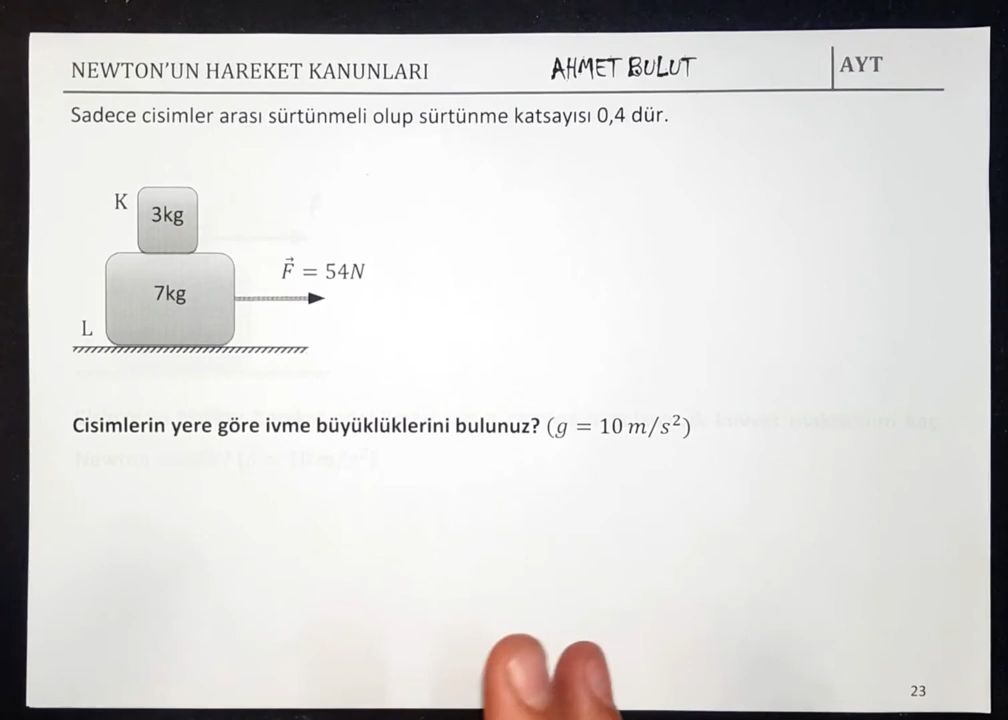 NEWTON'UN HAREKET KANUNLARI AHMET BULUT AYT
Sadece cisimler arası sürtünmeli olup sürtünme katsayısı 0,4 dür.
K
3kg
F⃗ = 54N
7kg
L
Cisimlerin yere göre ivme büyüklüklerini bulunuz? (g = 10 m/s²)
23